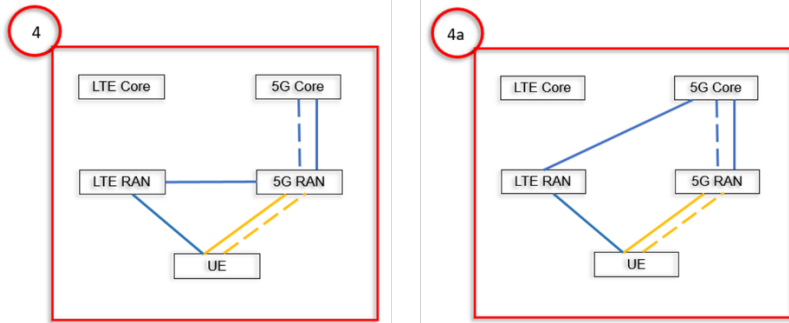 4
LTE Core
5G Core
LTE RAN
5G RAN
UE
4a
LTE Core
5G Core
LTE RAN
5G RAN
UE